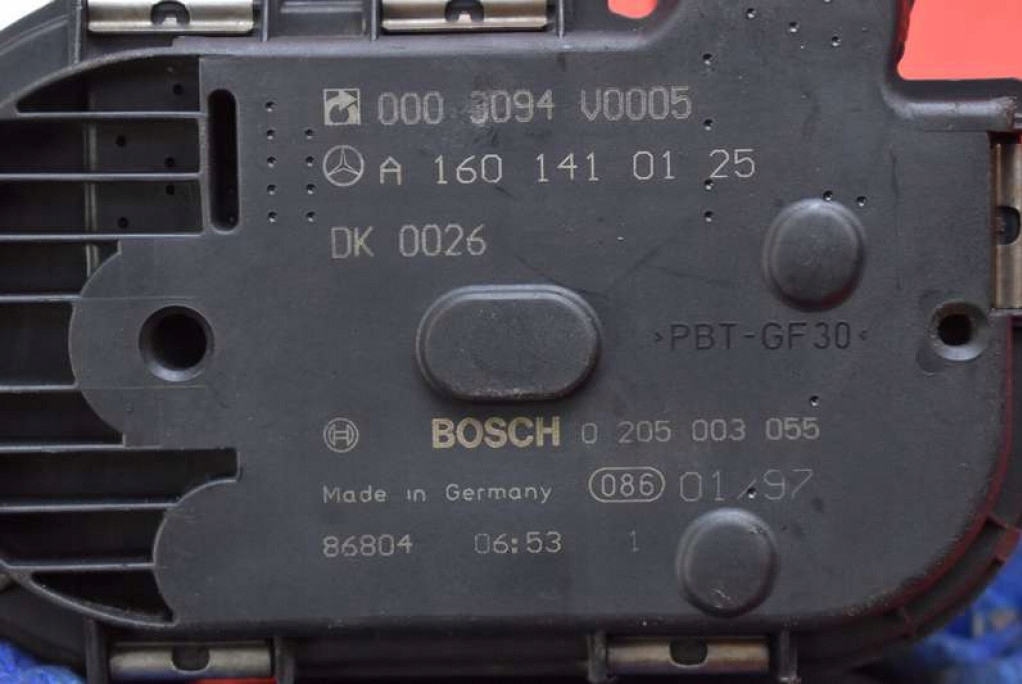 000 3094 V0005
A 160 141 01 25
DK 0026
>PBT-GF30<
BOSCH 0 205 003 055
Made in Germany 086 01 97
86804 06:53 1